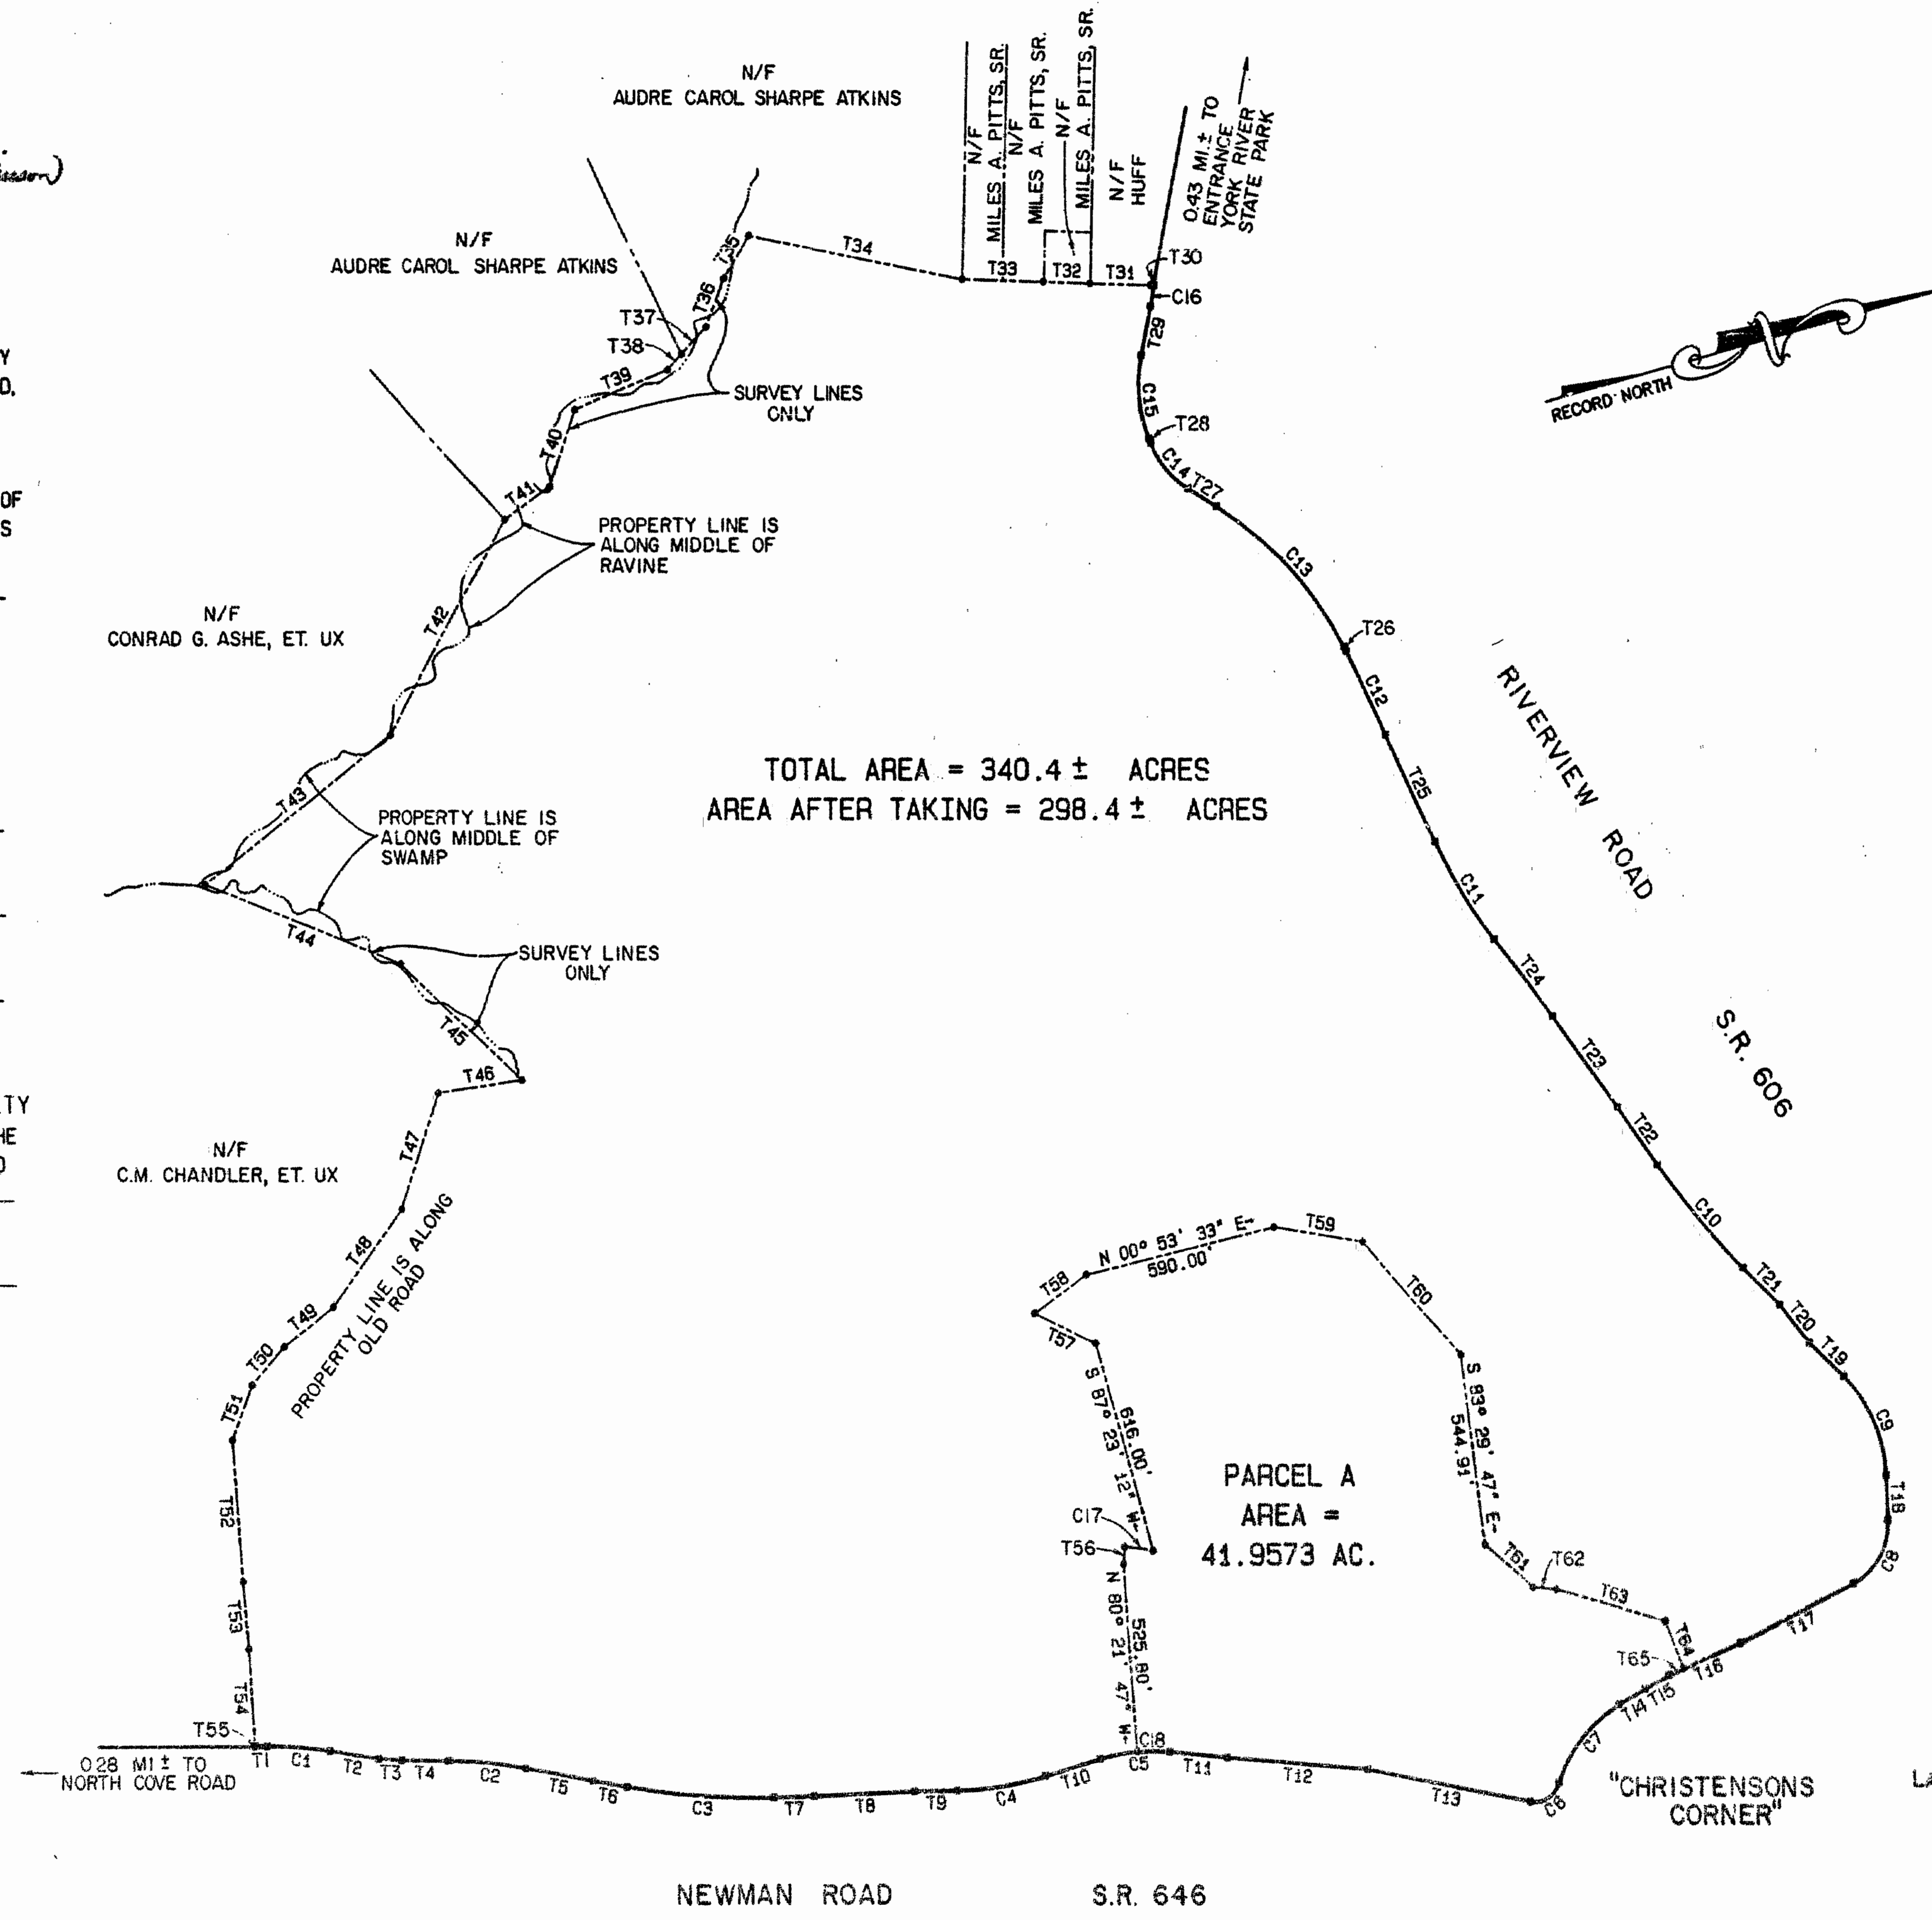 N/F
AUDRE CAROL SHARPE ATKINS
N/F
AUDRE CAROL SHARPE ATKINS
N/F
MILES A. PITTS, SR.
N/F
MILES A. PITTS, SR.
N/F
MILES A. PITTS, SR.
N/F
HUFF
0.43 MI.± TO
ENTRANCE
YORK RIVER
STATE PARK
T30
C16
T31
T32
T33
T34
T35
T36
T37
T38
T39
T40
T41
T29
C15
T28
C14
T27
C13
T26
C12
T25
C11
T24
T23
T22
C10
T21
T20
T19
C9
T18
C8
T17
T16
T15
T14
C7
C6
RECORD NORTH
N
SURVEY LINES
ONLY
PROPERTY LINE IS
ALONG MIDDLE OF
RAVINE
N/F
CONRAD G. ASHE, ET. UX
T42
T43
TOTAL AREA = 340.4 ± ACRES
AREA AFTER TAKING = 298.4 ± ACRES
RIVERVIEW ROAD
S.R. 606
PROPERTY LINE IS
ALONG MIDDLE OF
SWAMP
T44
SURVEY LINES
ONLY
T45
T46
T47
N/F
C.M. CHANDLER, ET. UX
T48
PROPERTY LINE IS ALONG
OLD ROAD
T49
T50
T51
T52
T53
T54
T55
N 00° 53' 33" E
590.00'
T57
T58
T59
T60
S 87° 23' 12" W
616.00'
S 83° 29' 47" E
544.91'
PARCEL A
AREA =
41.9573 AC.
C17
T56
N 80° 21' 47" W
525.80'
T61
T62
T63
T64
T65
C18
028 MI ± TO
NORTH COVE ROAD
T1
C1
T2
T3
T4
C2
T5
T6
C3
T7
T8
T9
C4
T10
C5
T11
T12
T13
"CHRISTENSONS
CORNER"
NEWMAN ROAD S.R. 646
Y
O.
OF
S
TY
HE
LA